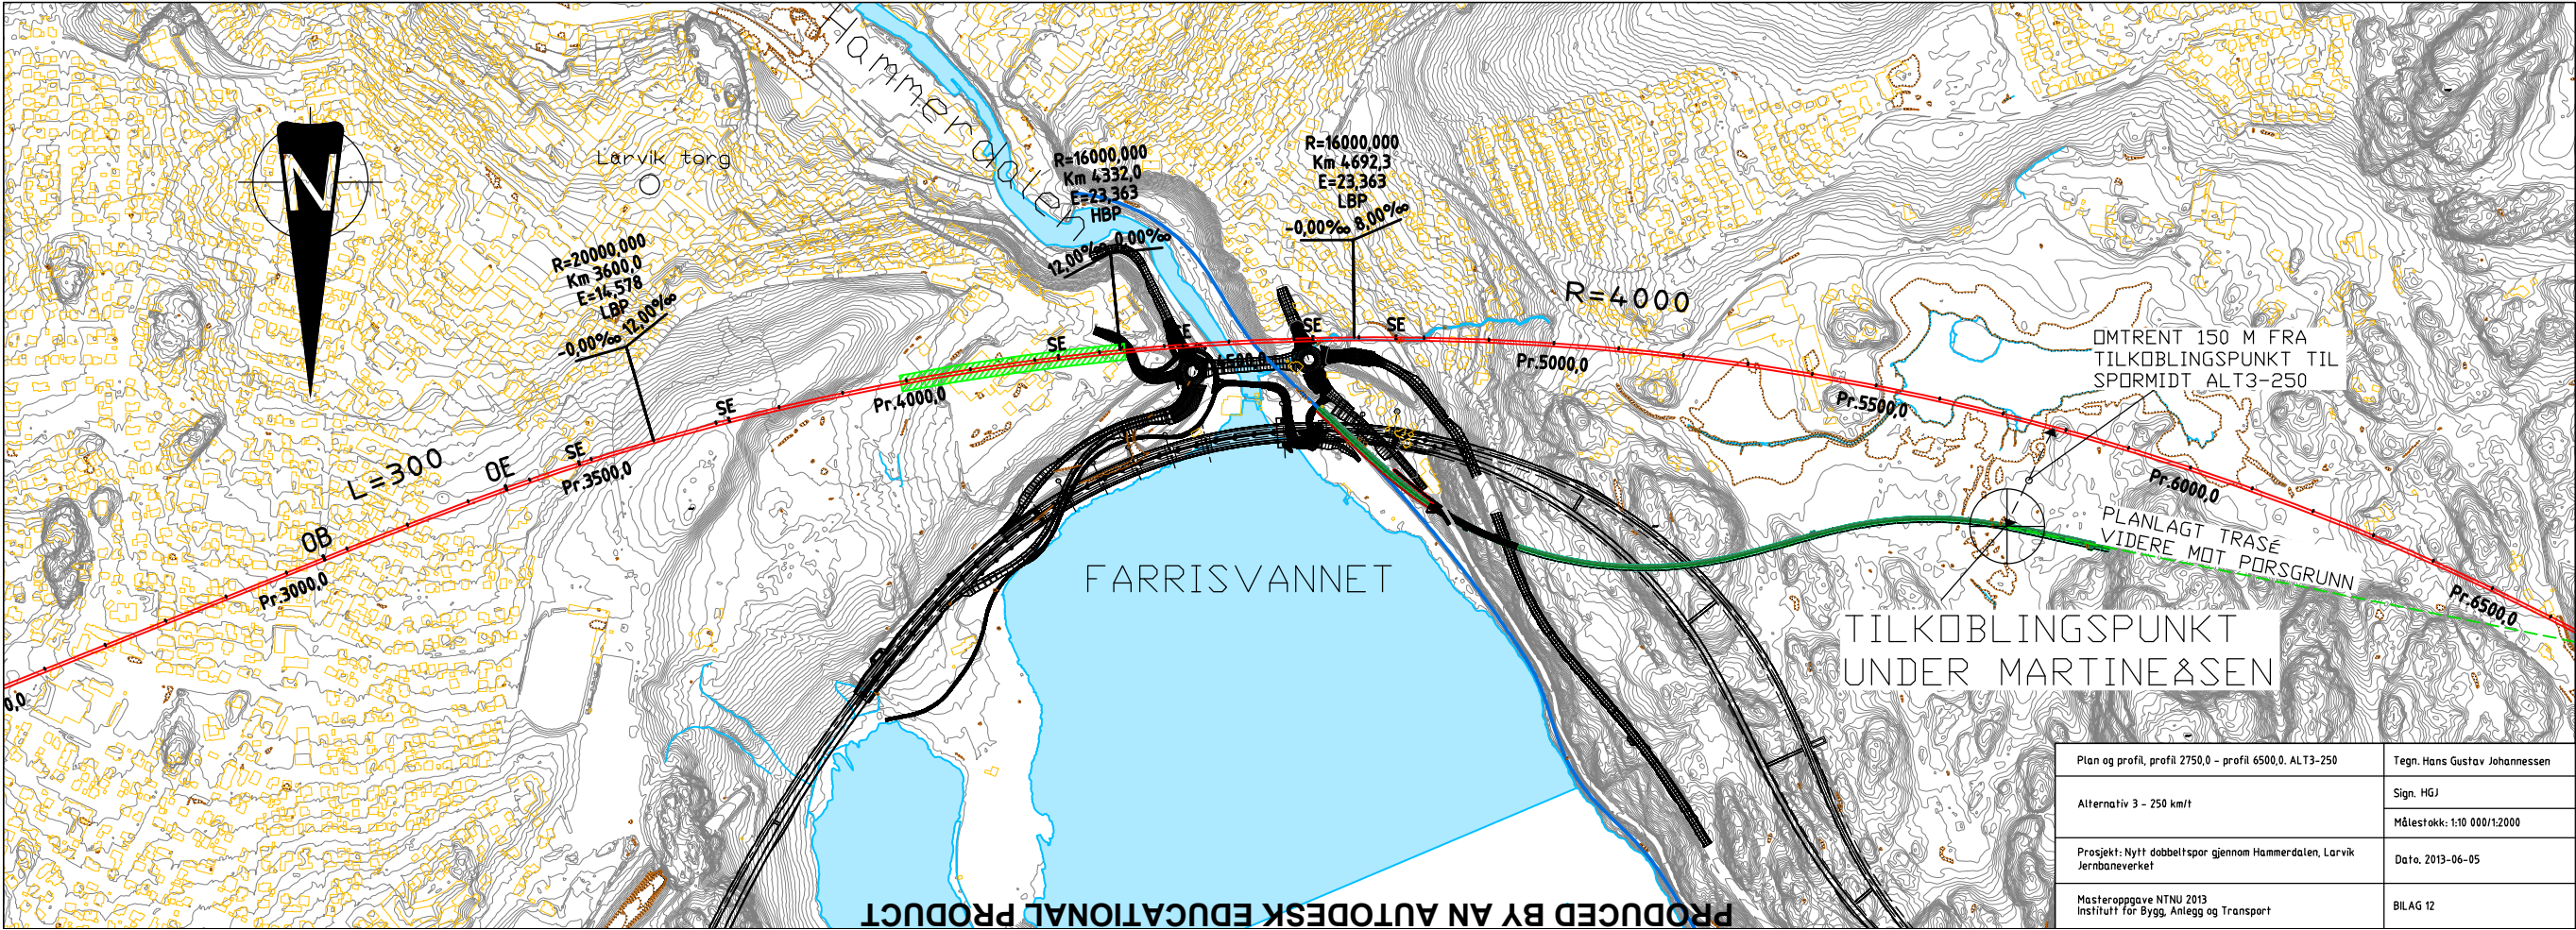 Hammerdalen
Larvik torg
N
R=20000,000
Km 3600,0
E=14,578
LBP
-0,00‰ -12,00‰
R=16000,000
Km 4332,0
E=23,363
HBP
12,00‰ 0,00‰
R=16000,000
Km 4692,3
E=23,363
LBP
-0,00‰ 8,00‰
R=4000
L=300
OB
OE
SE
SE
SE
SE
SE
SE
Pr.3000,0
Pr.3500,0
Pr.4000,0
Pr.5000,0
Pr.5500,0
Pr.6000,0
Pr.6500,0
0,0
OMTRENT 150 M FRA
TILKOBLINGSPUNKT TIL
SPORMIDT ALT3-250
PLANLAGT TRASÉ
VIDERE MOT PORSGRUNN
FARRISVANNET
TILKOBLINGSPUNKT
UNDER MARTINEÅSEN
Plan og profil, profil 2750,0 - profil 6500,0. ALT3-250
Tegn. Hans Gustav Johannessen
Alternativ 3 - 250 km/t
Sign. HGJ
Målestokk: 1:10 000/1:2000
Prosjekt: Nytt dobbeltspor gjennom Hammerdalen, Larvik
Jernbaneverket
Dato. 2013-06-05
Masteroppgave NTNU 2013
Institutt for Bygg, Anlegg og Transport
BILAG 12
PRODUCED BY AN AUTODESK EDUCATIONAL PRODUCT